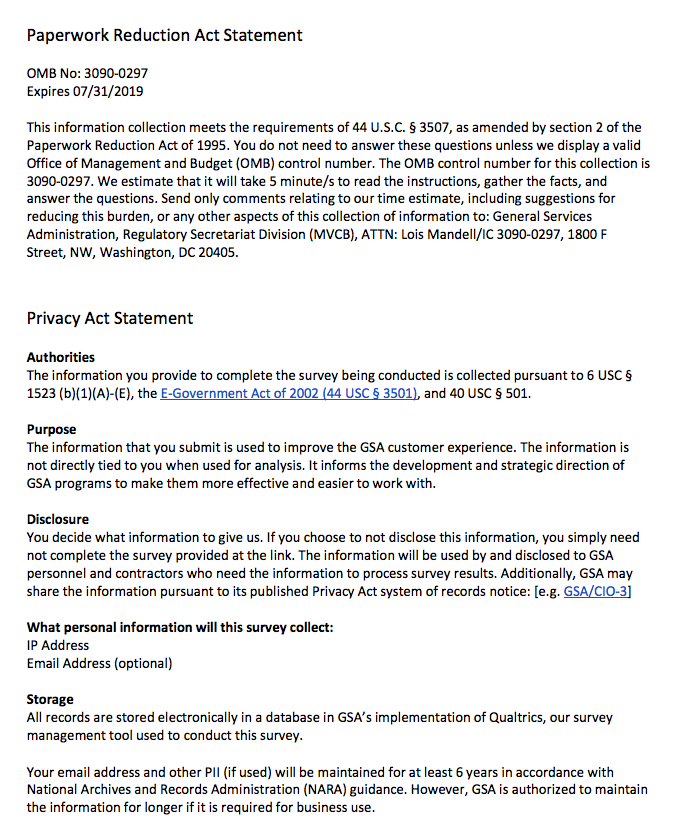 Paperwork Reduction Act Statement
OMB No: 3090-0297
Expires 07/31/2019
This information collection meets the requirements of 44 U.S.C. § 3507, as amended by section 2 of the
Paperwork Reduction Act of 1995. You do not need to answer these questions unless we display a valid
Office of Management and Budget (OMB) control number. The OMB control number for this collection is
3090-0297. We estimate that it will take 5 minute/s to read the instructions, gather the facts, and
answer the questions. Send only comments relating to our time estimate, including suggestions for
reducing this burden, or any other aspects of this collection of information to: General Services
Administration, Regulatory Secretariat Division (MVCB), ATTN: Lois Mandell/IC 3090-0297, 1800 F
Street, NW, Washington, DC 20405.
Privacy Act Statement
Authorities
The information you provide to complete the survey being conducted is collected pursuant to 6 USC §
1523 (b)(1)(A)-(E), the E-Government Act of 2002 (44 USC § 3501), and 40 USC § 501.
Purpose
The information that you submit is used to improve the GSA customer experience. The information is
not directly tied to you when used for analysis. It informs the development and strategic direction of
GSA programs to make them more effective and easier to work with.
Disclosure
You decide what information to give us. If you choose to not disclose this information, you simply need
not complete the survey provided at the link. The information will be used by and disclosed to GSA
personnel and contractors who need the information to process survey results. Additionally, GSA may
share the information pursuant to its published Privacy Act system of records notice: [e.g. GSA/CIO-3]
What personal information will this survey collect:
IP Address
Email Address (optional)
Storage
All records are stored electronically in a database in GSA's implementation of Qualtrics, our survey
management tool used to conduct this survey.
Your email address and other PII (if used) will be maintained for at least 6 years in accordance with
National Archives and Records Administration (NARA) guidance. However, GSA is authorized to maintain
the information for longer if it is required for business use.